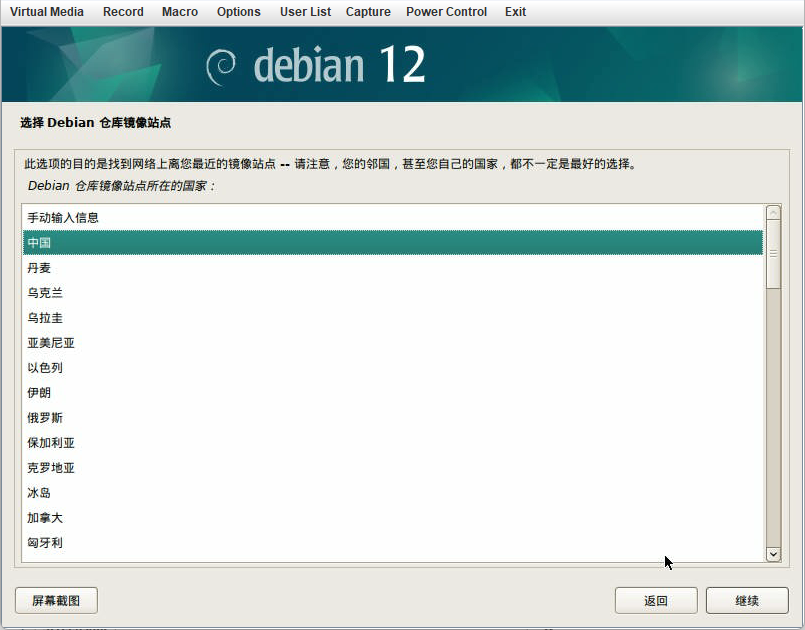 Virtual Media Record Macro Options User List Capture Power Control Exit
debian 12
选择 Debian 仓库镜像站点
此选项的目的是找到网络上离您最近的镜像站点 -- 请注意，您的邻国，甚至您自己的国家，都不一定是最好的选择。
Debian 仓库镜像站点所在的国家：
手动输入信息
中国
丹麦
乌克兰
乌拉圭
亚美尼亚
以色列
伊朗
俄罗斯
保加利亚
克罗地亚
冰岛
加拿大
匈牙利
屏幕截图 返回 继续